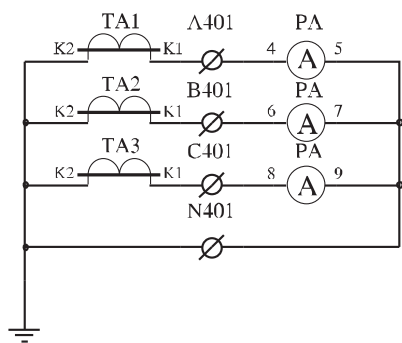 TA1 A401 PA
K2 K1 4 A 5
TA2 B401 PA
K2 K1 6 A 7
TA3 C401 PA
K2 K1 8 A 9
N401